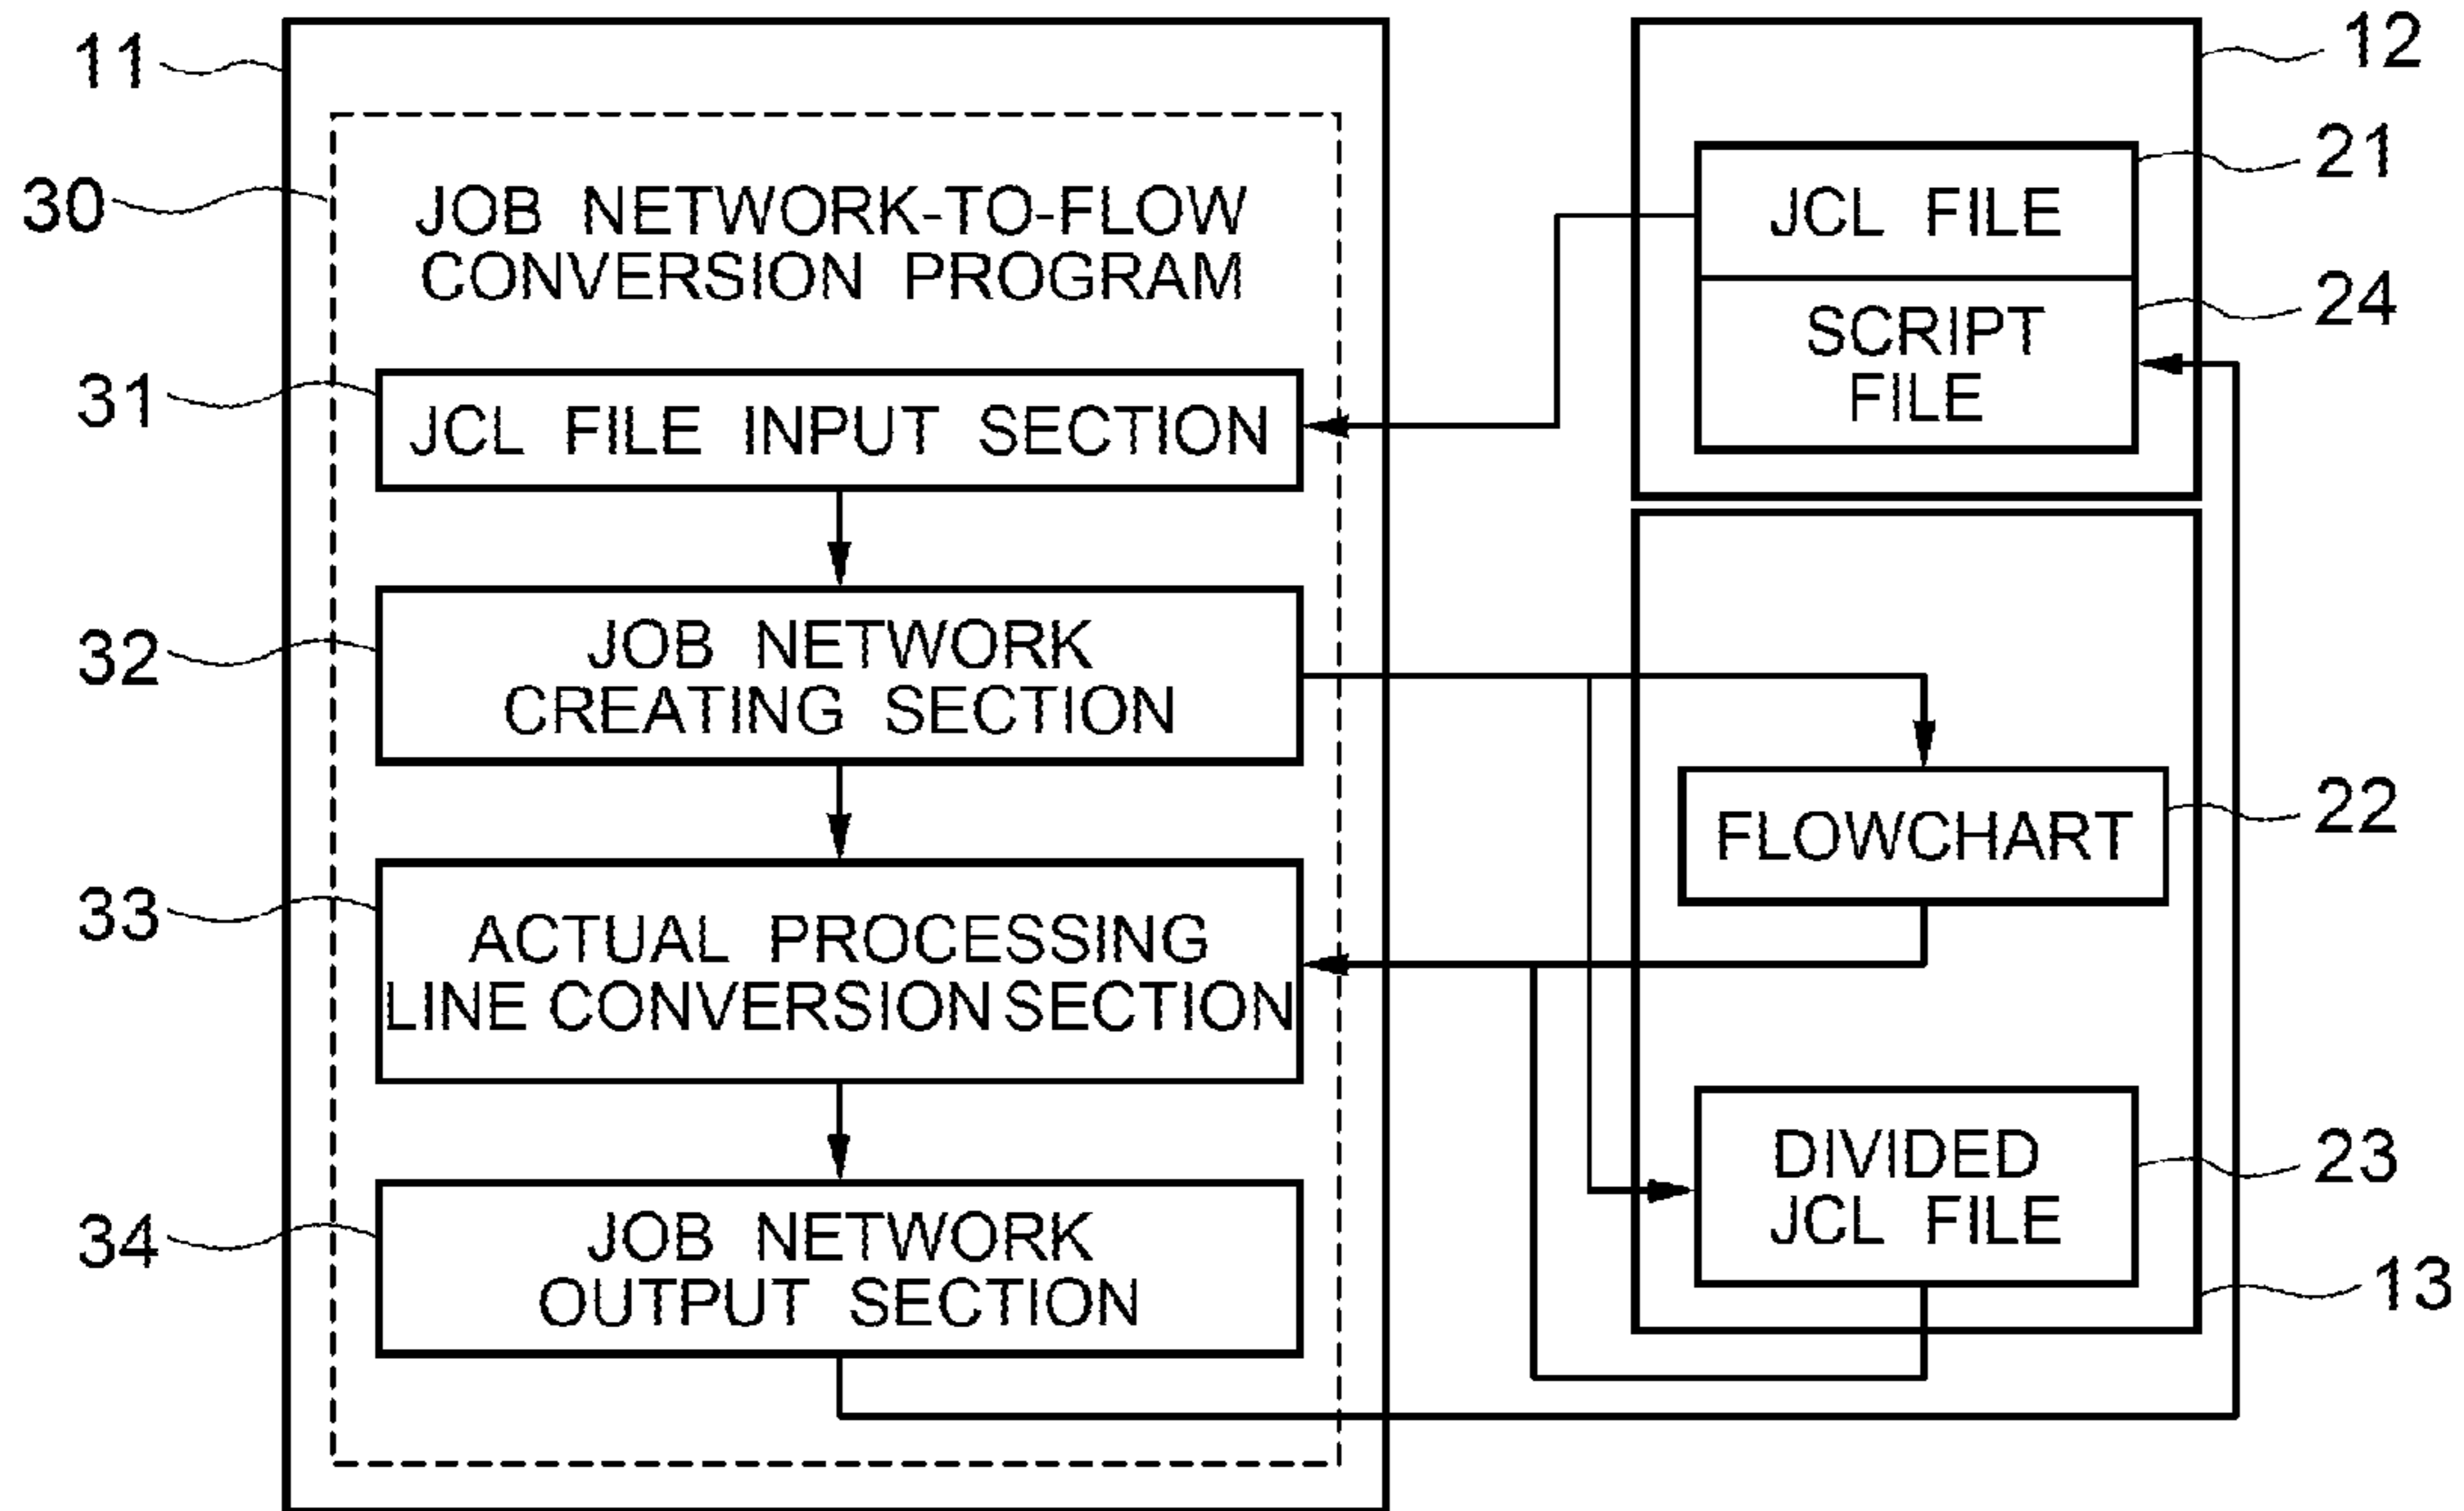 11
12
30
JOB NETWORK-TO-FLOW
CONVERSION PROGRAM
JCL FILE
21
SCRIPT
FILE
24
31
JCL FILE INPUT SECTION
32
JOB NETWORK
CREATING SECTION
FLOWCHART
22
33
ACTUAL PROCESSING
LINE CONVERSION SECTION
DIVIDED
JCL FILE
23
34
JOB NETWORK
OUTPUT SECTION
13